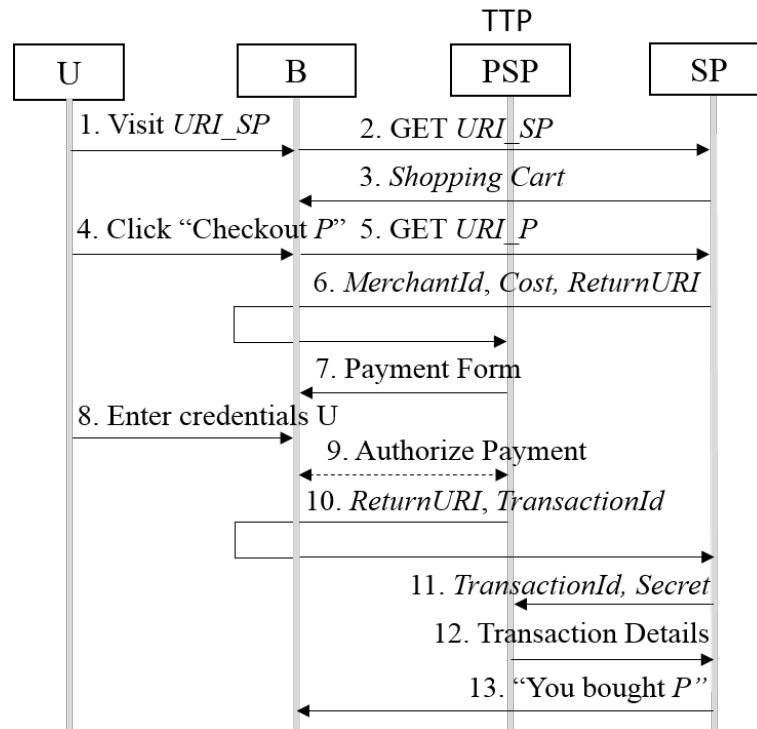 TTP
U B PSP SP
1. Visit URI_SP 2. GET URI_SP
3. Shopping Cart
4. Click “Checkout P” 5. GET URI_P
6. MerchantId, Cost, ReturnURI
7. Payment Form
8. Enter credentials U
9. Authorize Payment
10. ReturnURI, TransactionId
11. TransactionId, Secret
12. Transaction Details
13. “You bought P”